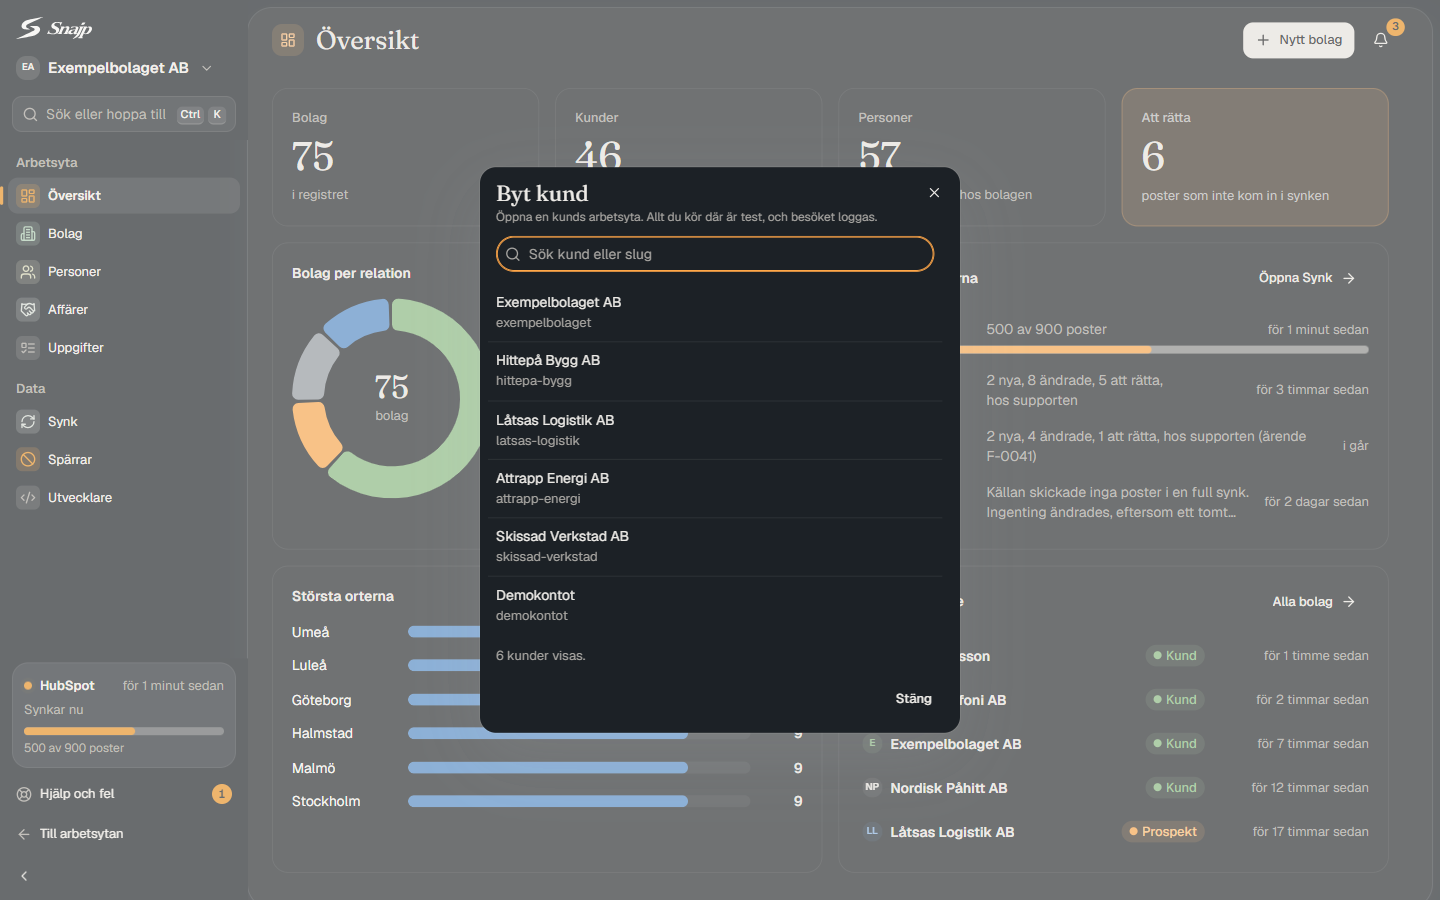 Snajp
EA Exempelbolaget AB
Sök eller hoppa till Ctrl K
Arbetsyta
Översikt
Bolag
Personer
Affärer
Uppgifter
Data
Synk
Spärrar
Utvecklare
HubSpot för 1 minut sedan
Synkar nu
500 av 900 poster
Hjälp och fel 1
Till arbetsytan
Översikt
Nytt bolag
3
Bolag
75
i registret
Kunder
46
Personer
57
hos bolagen
Att rätta
6
poster som inte kom in i synken
Bolag per relation
75
bolag
Öppna Synk
500 av 900 poster för 1 minut sedan
2 nya, 8 ändrade, 5 att rätta,
hos supporten
för 3 timmar sedan
2 nya, 4 ändrade, 1 att rätta, hos supporten (ärende
F-0041)
i går
Källan skickade inga poster i en full synk.
Ingenting ändrades, eftersom ett tomt…
för 2 dagar sedan
Största orterna
Umeå
Luleå
Göteborg
Halmstad 9
Malmö 9
Stockholm 9
Alla bolag
sson Kund för 1 timme sedan
foni AB Kund för 2 timmar sedan
E Exempelbolaget AB Kund för 7 timmar sedan
NP Nordisk Påhitt AB Kund för 12 timmar sedan
LL Låtsas Logistik AB Prospekt för 17 timmar sedan
Byt kund
Öppna en kunds arbetsyta. Allt du kör där är test, och besöket loggas.
Sök kund eller slug
Exempelbolaget AB
exempelbolaget
Hittepå Bygg AB
hittepa-bygg
Låtsas Logistik AB
latsas-logistik
Attrapp Energi AB
attrapp-energi
Skissad Verkstad AB
skissad-verkstad
Demokontot
demokontot
6 kunder visas.
Stäng